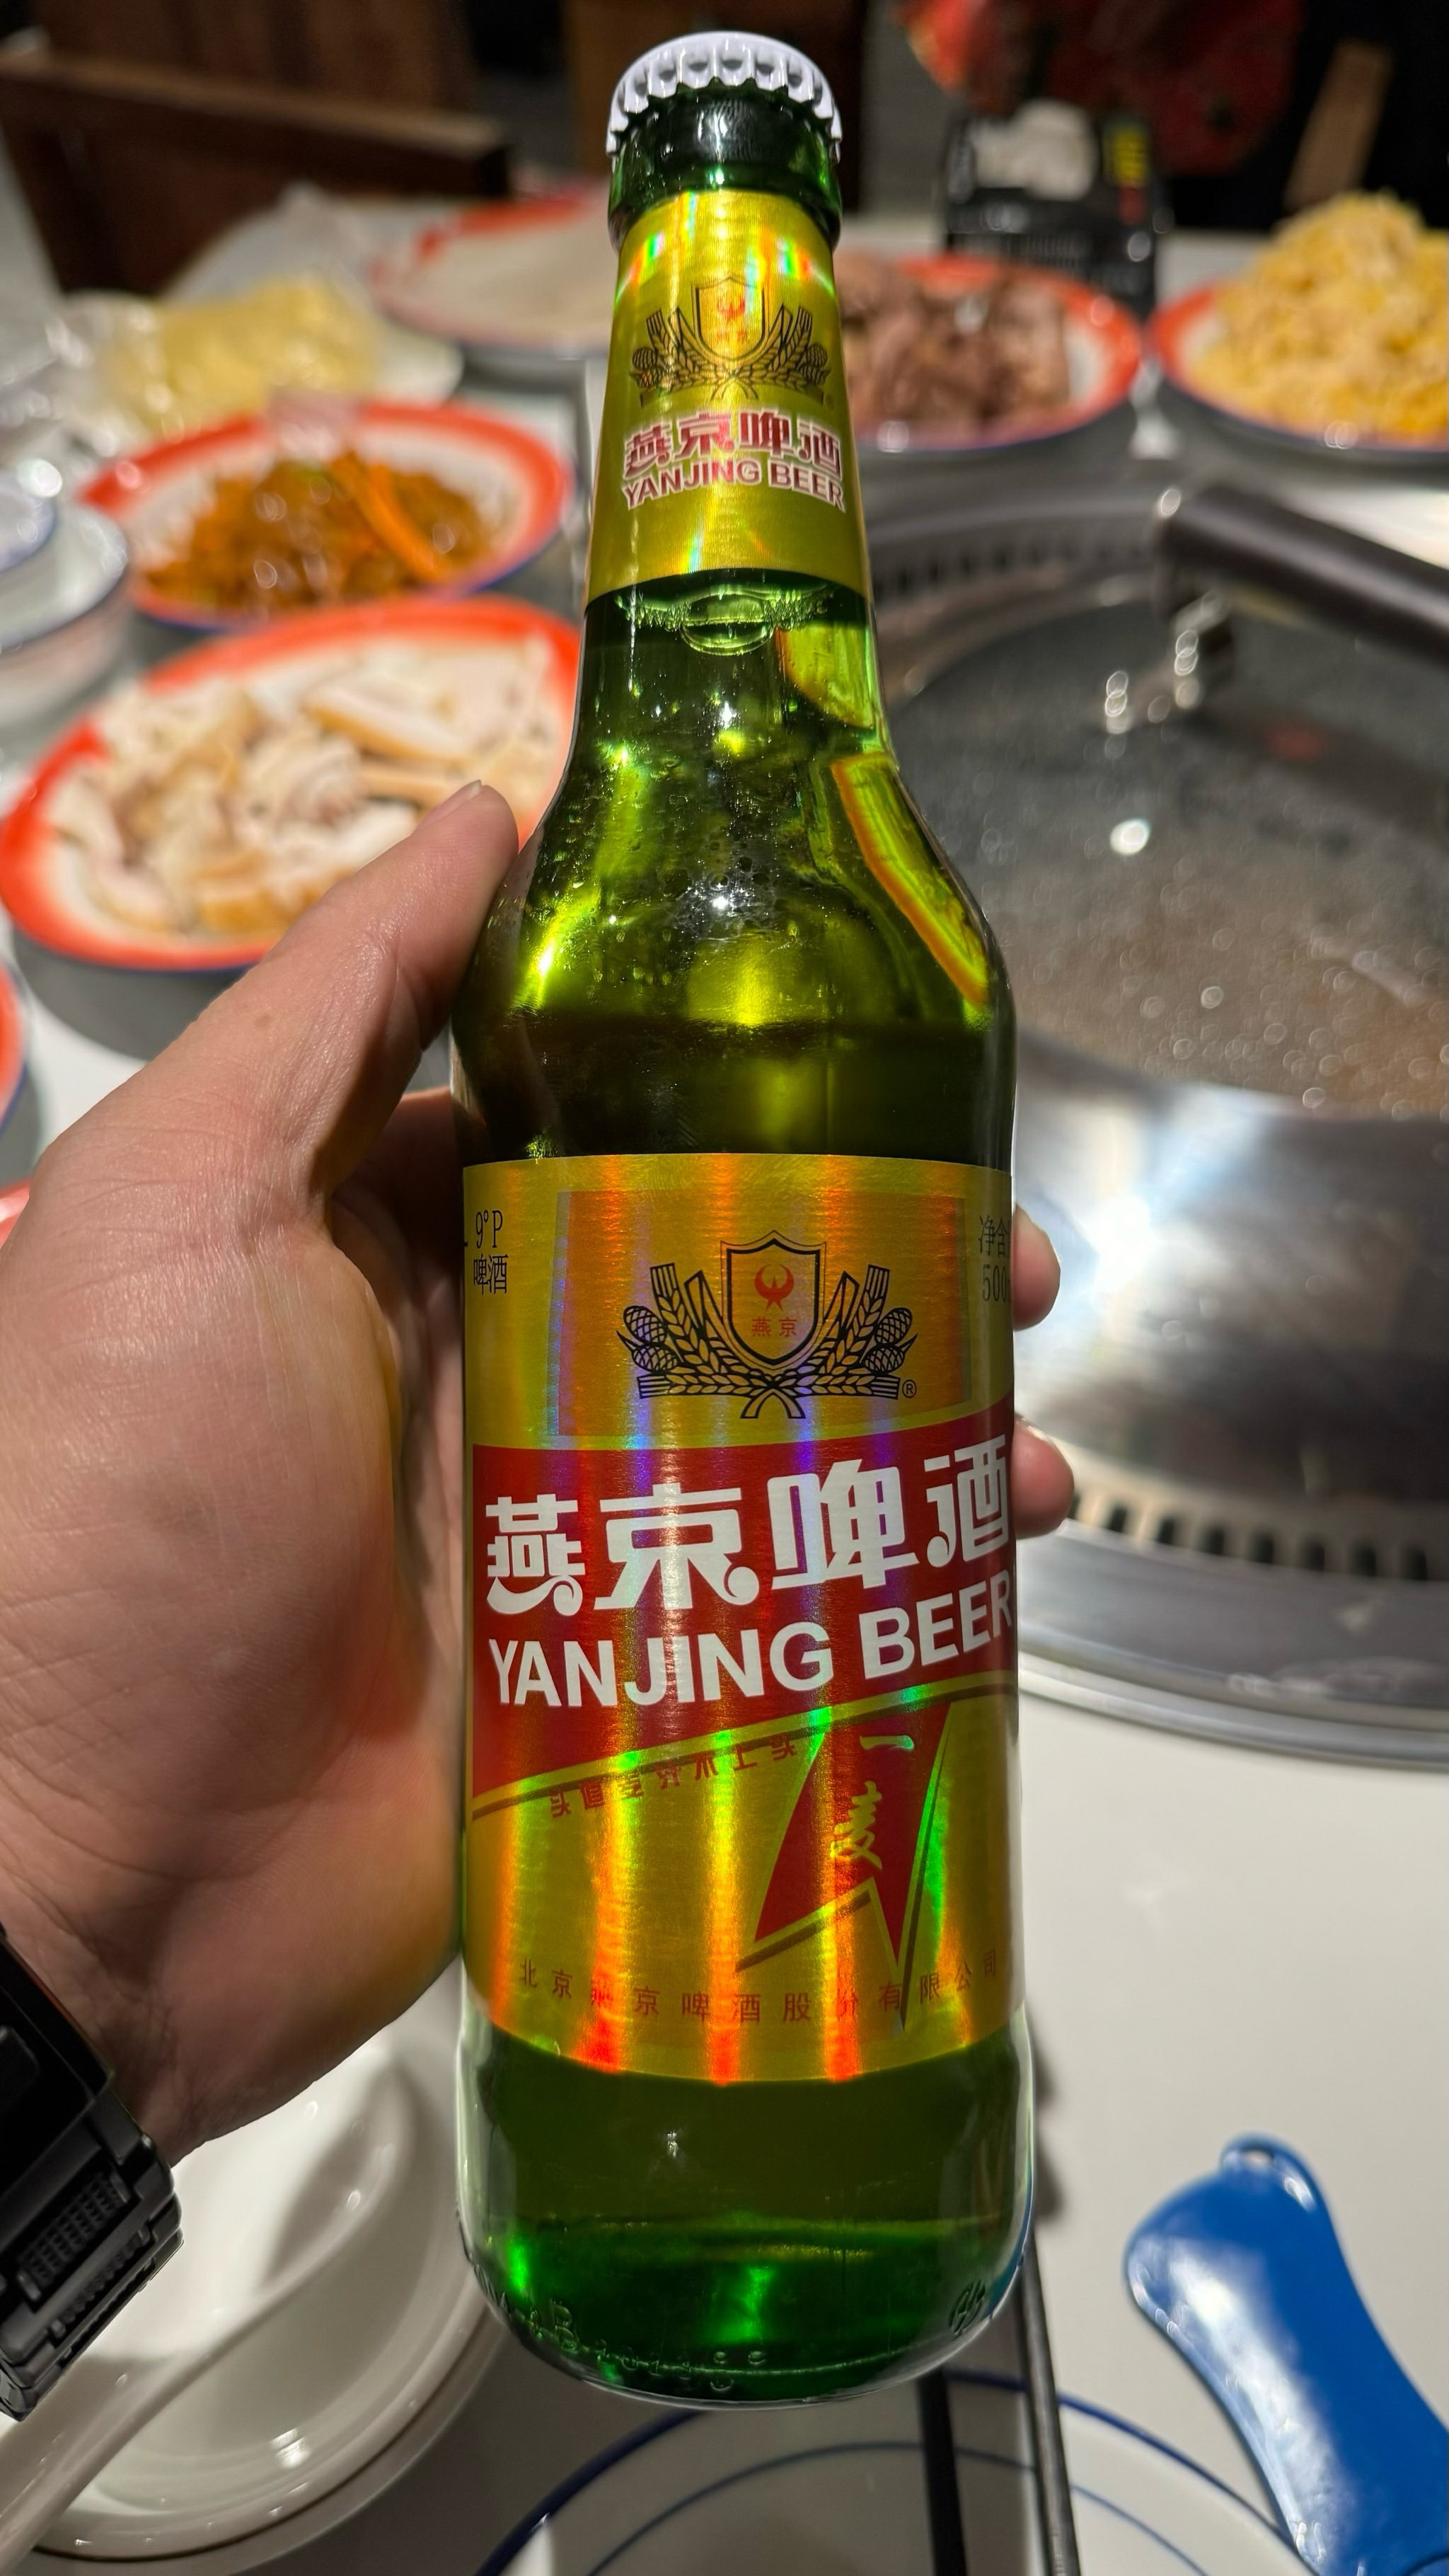 燕京啤酒
YANJING BEER
9°P
啤酒
净含
500
燕京
®
燕京啤酒
YANJING BEER
一
麦
北京燕京啤酒股份有限公司